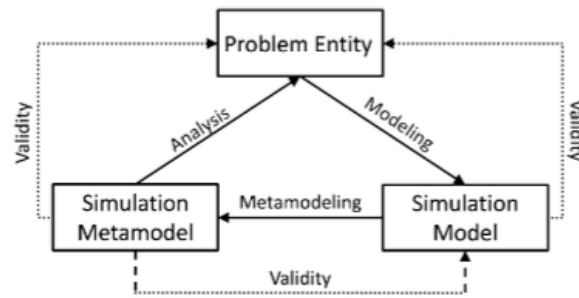 Problem Entity
Validity
Analysis
Modeling
Validity
Simulation
Metamodel
Metamodeling
Simulation
Model
Validity